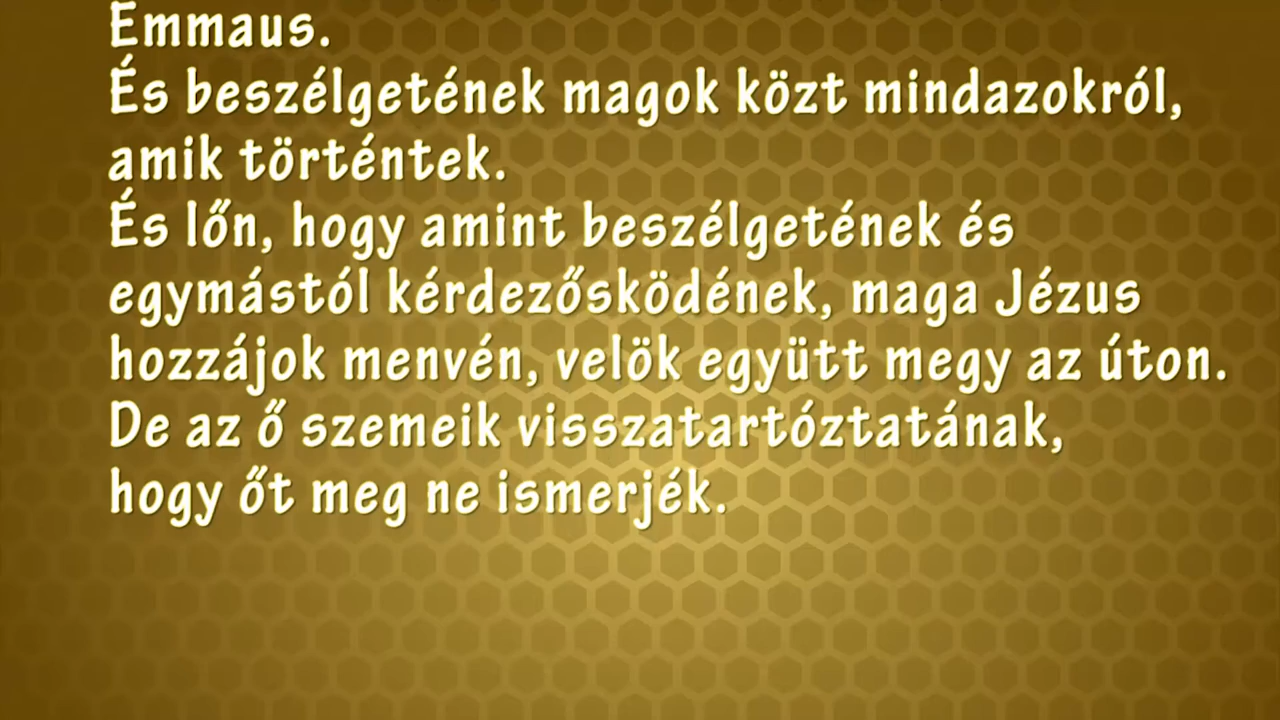 Emmaus.
És beszélgetének magok közt mindazokról,
amik történtek.
És lőn, hogy amint beszélgetének és
egymástól kérdezősködének, maga Jézus
hozzájok menvén, velök együtt megy az úton.
De az ő szemeik visszatartóztatának,
hogy őt meg ne ismerjék.